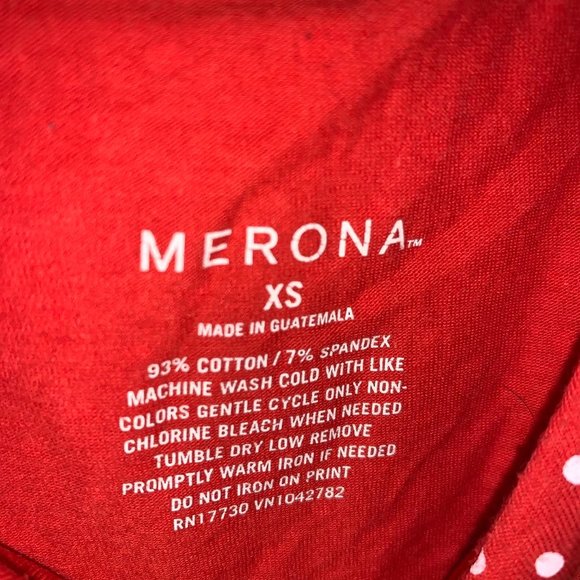 MERONA™
XS
MADE IN GUATEMALA
93% COTTON / 7% SPANDEX
MACHINE WASH COLD WITH LIKE
COLORS GENTLE CYCLE ONLY NON-
CHLORINE BLEACH WHEN NEEDED
TUMBLE DRY LOW REMOVE
PROMPTLY WARM IRON IF NEEDED
DO NOT IRON ON PRINT
RN17730 VN1042782